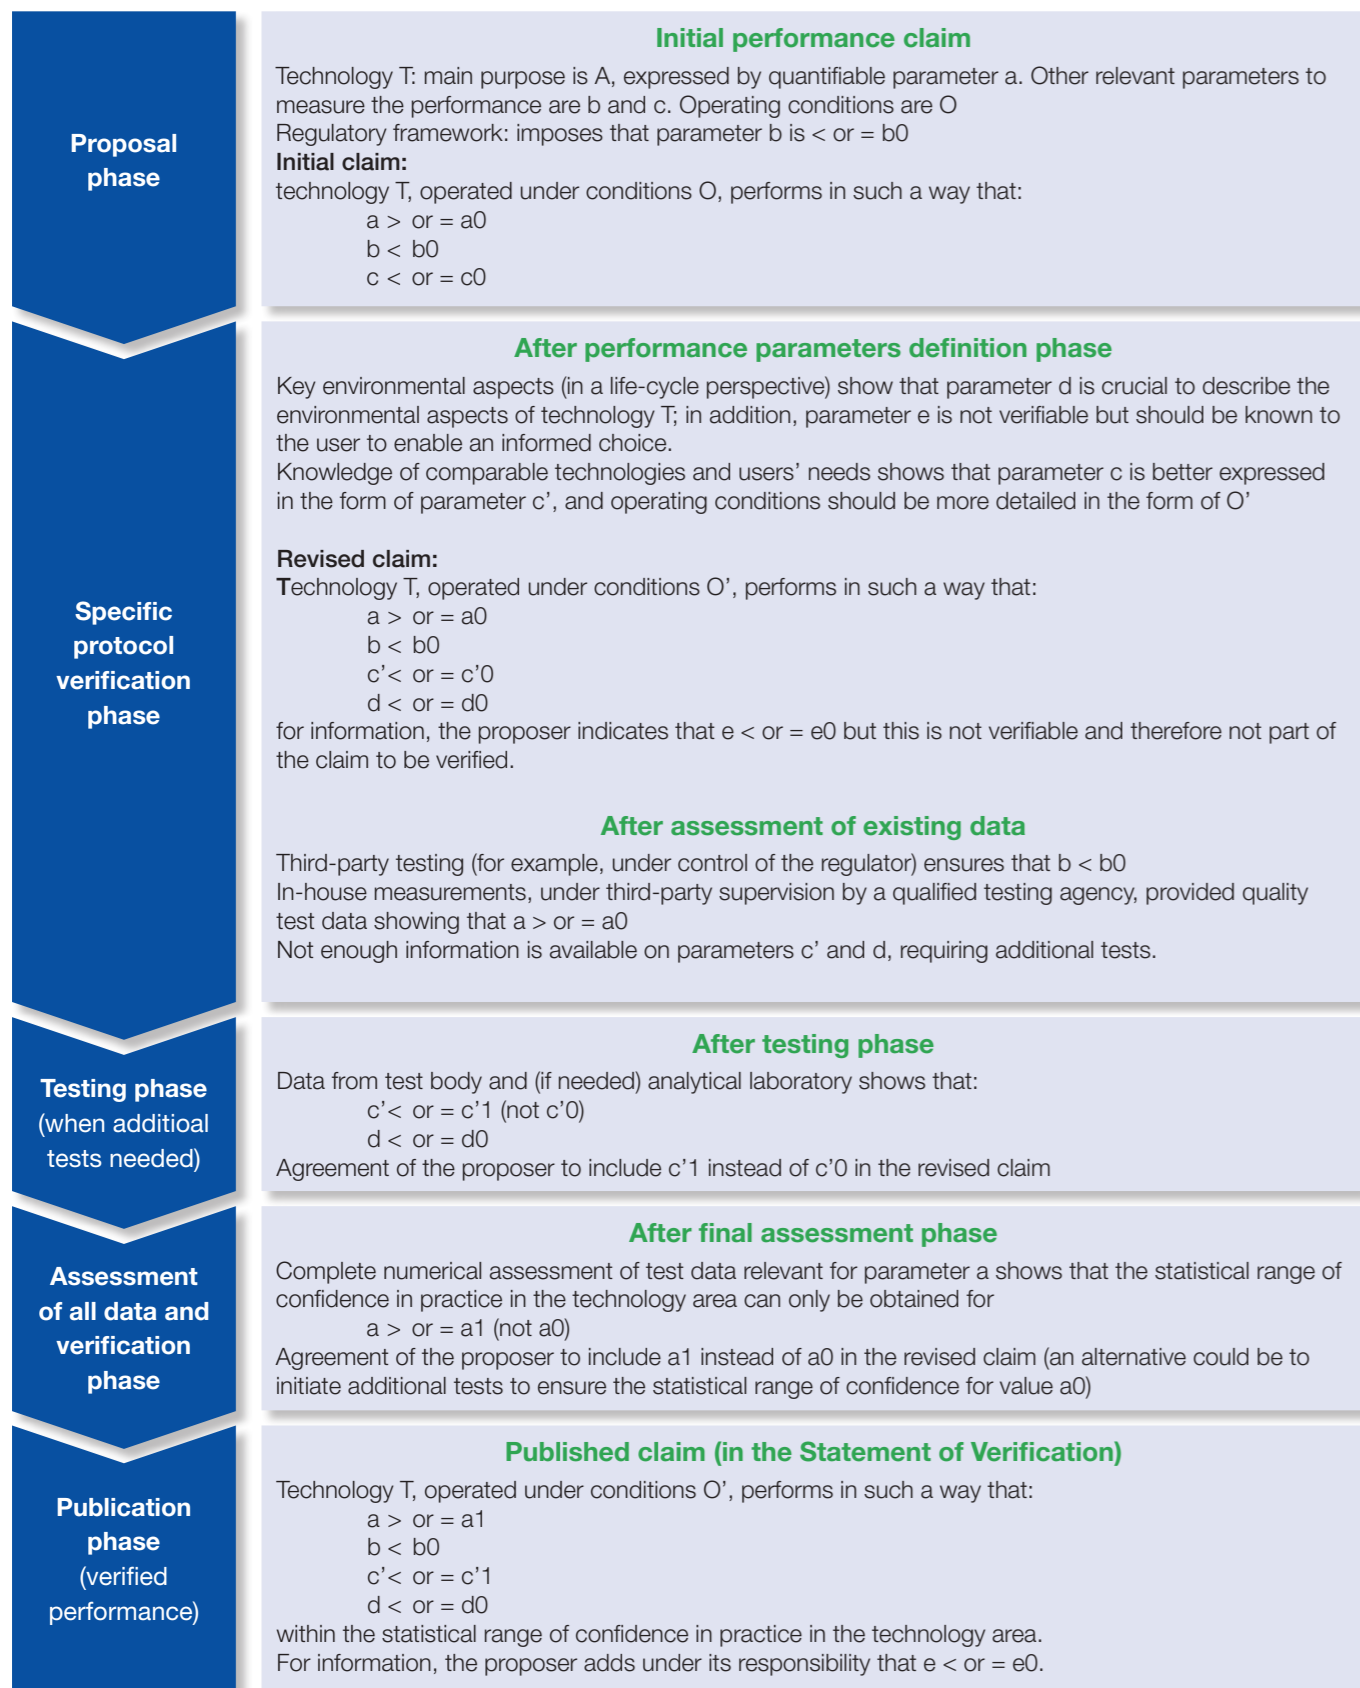 Proposal
phase
Initial performance claim
Technology T: main purpose is A, expressed by quantifiable parameter a. Other relevant parameters to
measure the performance are b and c. Operating conditions are O
Regulatory framework: imposes that parameter b is < or = b0
Initial claim:
technology T, operated under conditions O, performs in such a way that:
a > or = a0
b < b0
c < or = c0
Specific
protocol
verification
phase
After performance parameters definition phase
Key environmental aspects (in a life-cycle perspective) show that parameter d is crucial to describe the
environmental aspects of technology T; in addition, parameter e is not verifiable but should be known to
the user to enable an informed choice.
Knowledge of comparable technologies and users’ needs shows that parameter c is better expressed
in the form of parameter c’, and operating conditions should be more detailed in the form of O’
Revised claim:
Technology T, operated under conditions O’, performs in such a way that:
a > or = a0
b < b0
c’< or = c’0
d < or = d0
for information, the proposer indicates that e < or = e0 but this is not verifiable and therefore not part of
the claim to be verified.
After assessment of existing data
Third-party testing (for example, under control of the regulator) ensures that b < b0
In-house measurements, under third-party supervision by a qualified testing agency, provided quality
test data showing that a > or = a0
Not enough information is available on parameters c’ and d, requiring additional tests.
Testing phase
(when additioal
tests needed)
After testing phase
Data from test body and (if needed) analytical laboratory shows that:
c’< or = c’1 (not c’0)
d < or = d0
Agreement of the proposer to include c’1 instead of c’0 in the revised claim
Assessment
of all data and
verification
phase
After final assessment phase
Complete numerical assessment of test data relevant for parameter a shows that the statistical range of
confidence in practice in the technology area can only be obtained for
a > or = a1 (not a0)
Agreement of the proposer to include a1 instead of a0 in the revised claim (an alternative could be to
initiate additional tests to ensure the statistical range of confidence for value a0)
Publication
phase
(verified
performance)
Published claim (in the Statement of Verification)
Technology T, operated under conditions O’, performs in such a way that:
a > or = a1
b < b0
c’< or = c’1
d < or = d0
within the statistical range of confidence in practice in the technology area.
For information, the proposer adds under its responsibility that e < or = e0.